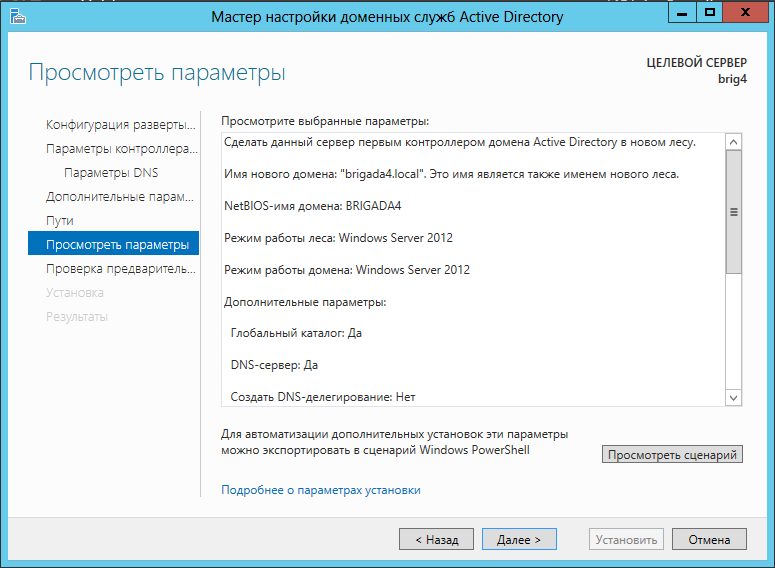 Мастер настройки доменных служб Active Directory
Просмотреть параметры
ЦЕЛЕВОЙ СЕРВЕР
brig4
Конфигурация разверты...
Параметры контроллера...
Параметры DNS
Дополнительные парам...
Пути
Просмотреть параметры
Проверка предваритель...
Установка
Результаты
Просмотрите выбранные параметры:
Сделать данный сервер первым контроллером домена Active Directory в новом лесу.
Имя нового домена: "brigada4.local". Это имя является также именем нового леса.
NetBIOS-имя домена: BRIGADA4
Режим работы леса: Windows Server 2012
Режим работы домена: Windows Server 2012
Дополнительные параметры:
Глобальный каталог: Да
DNS-сервер: Да
Создать DNS-делегирование: Нет
Для автоматизации дополнительных установок эти параметры
можно экспортировать в сценарий Windows PowerShell
Просмотреть сценарий
Подробнее о параметрах установки
< Назад
Далее >
Установить
Отмена